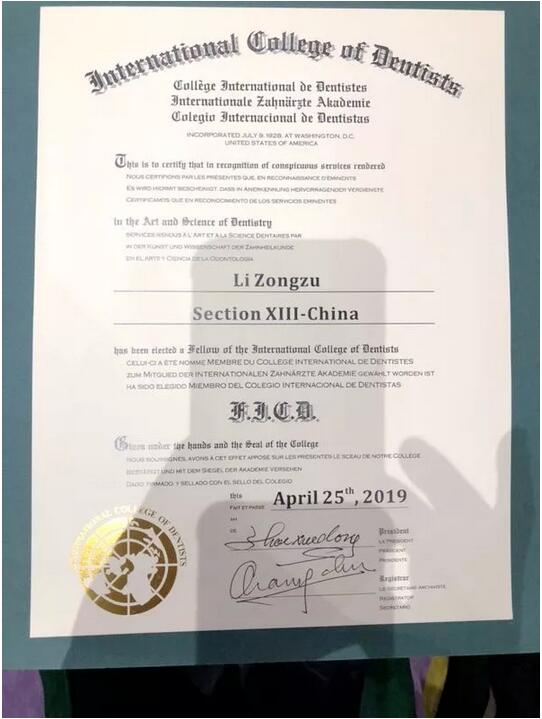 International College of Dentists
Collège International de Dentistes
Internationale Zahnärzte Akademie
Colegio Internacional de Dentistas
INCORPORATED JULY 9, 1928, AT WASHINGTON, D.C.
UNITED STATES OF AMERICA
This is to certify that in recognition of conspicuous services rendered
NOUS CERTIFIONS PAR LES PRÉSENTES QUE, EN RECONNAISSANCE D'ÉMINENTS
ES WIRD HIERMIT BESCHEINIGT, DASS IN ANERKENNUNG HERVORRAGENDER VERDIENSTE
CERTIFICAMOS QUE EN RECONOCIMIENTO DE LOS SERVICIOS EMINENTES
in the Art and Science of Dentistry
SERVICES RENDUS À L'ART ET À LA SCIENCE DENTAIRES PAR
IN DER KUNST UND WISSENSCHAFT DER ZAHNHEILKUNDE
EN EL ARTE Y CIENCIA DE LA ODONTOLOGIA
Li Zongzu
Section XIII-China
has been elected a Fellow of the International College of Dentists
CELUI-CI A ÉTÉ NOMMÉ MEMBRE DU COLLEGE INTERNATIONAL DE DENTISTES
ZUM MITGLIED DER INTERNATIONALEN ZAHNÄRZTE AKADEMIE GEWÄHLT WORDEN IST
HA SIDO ELEGIDO MIEMBRO DEL COLEGIO INTERNACIONAL DE DENTISTAS
F.I.C.D.
Given under the hands and the Seal of the College
NOUS SOUSSIGNÉS, AVONS À CET EFFET APPOSÉ SUR LES PRÉSENTES LE SCEAU DE NOTRE COLLÈGE
BESTÄTIGT UND MIT DEM SIEGEL DER AKADEMIE VERSEHEN
DADO, FIRMADO, Y SELLADO CON EL SELLO DEL COLEGIO
this April 25th, 2019
FAIT ET PASSÉ
AM
DE
President
LE PRÉSIDENT
PRÄSIDENT
PRESIDENTE
Registrar
LE SECRÉTAIRE ARCHIVISTE
REGISTRATOR
SECRETARIO
INTERNATIONAL COLLEGE OF DENTISTS